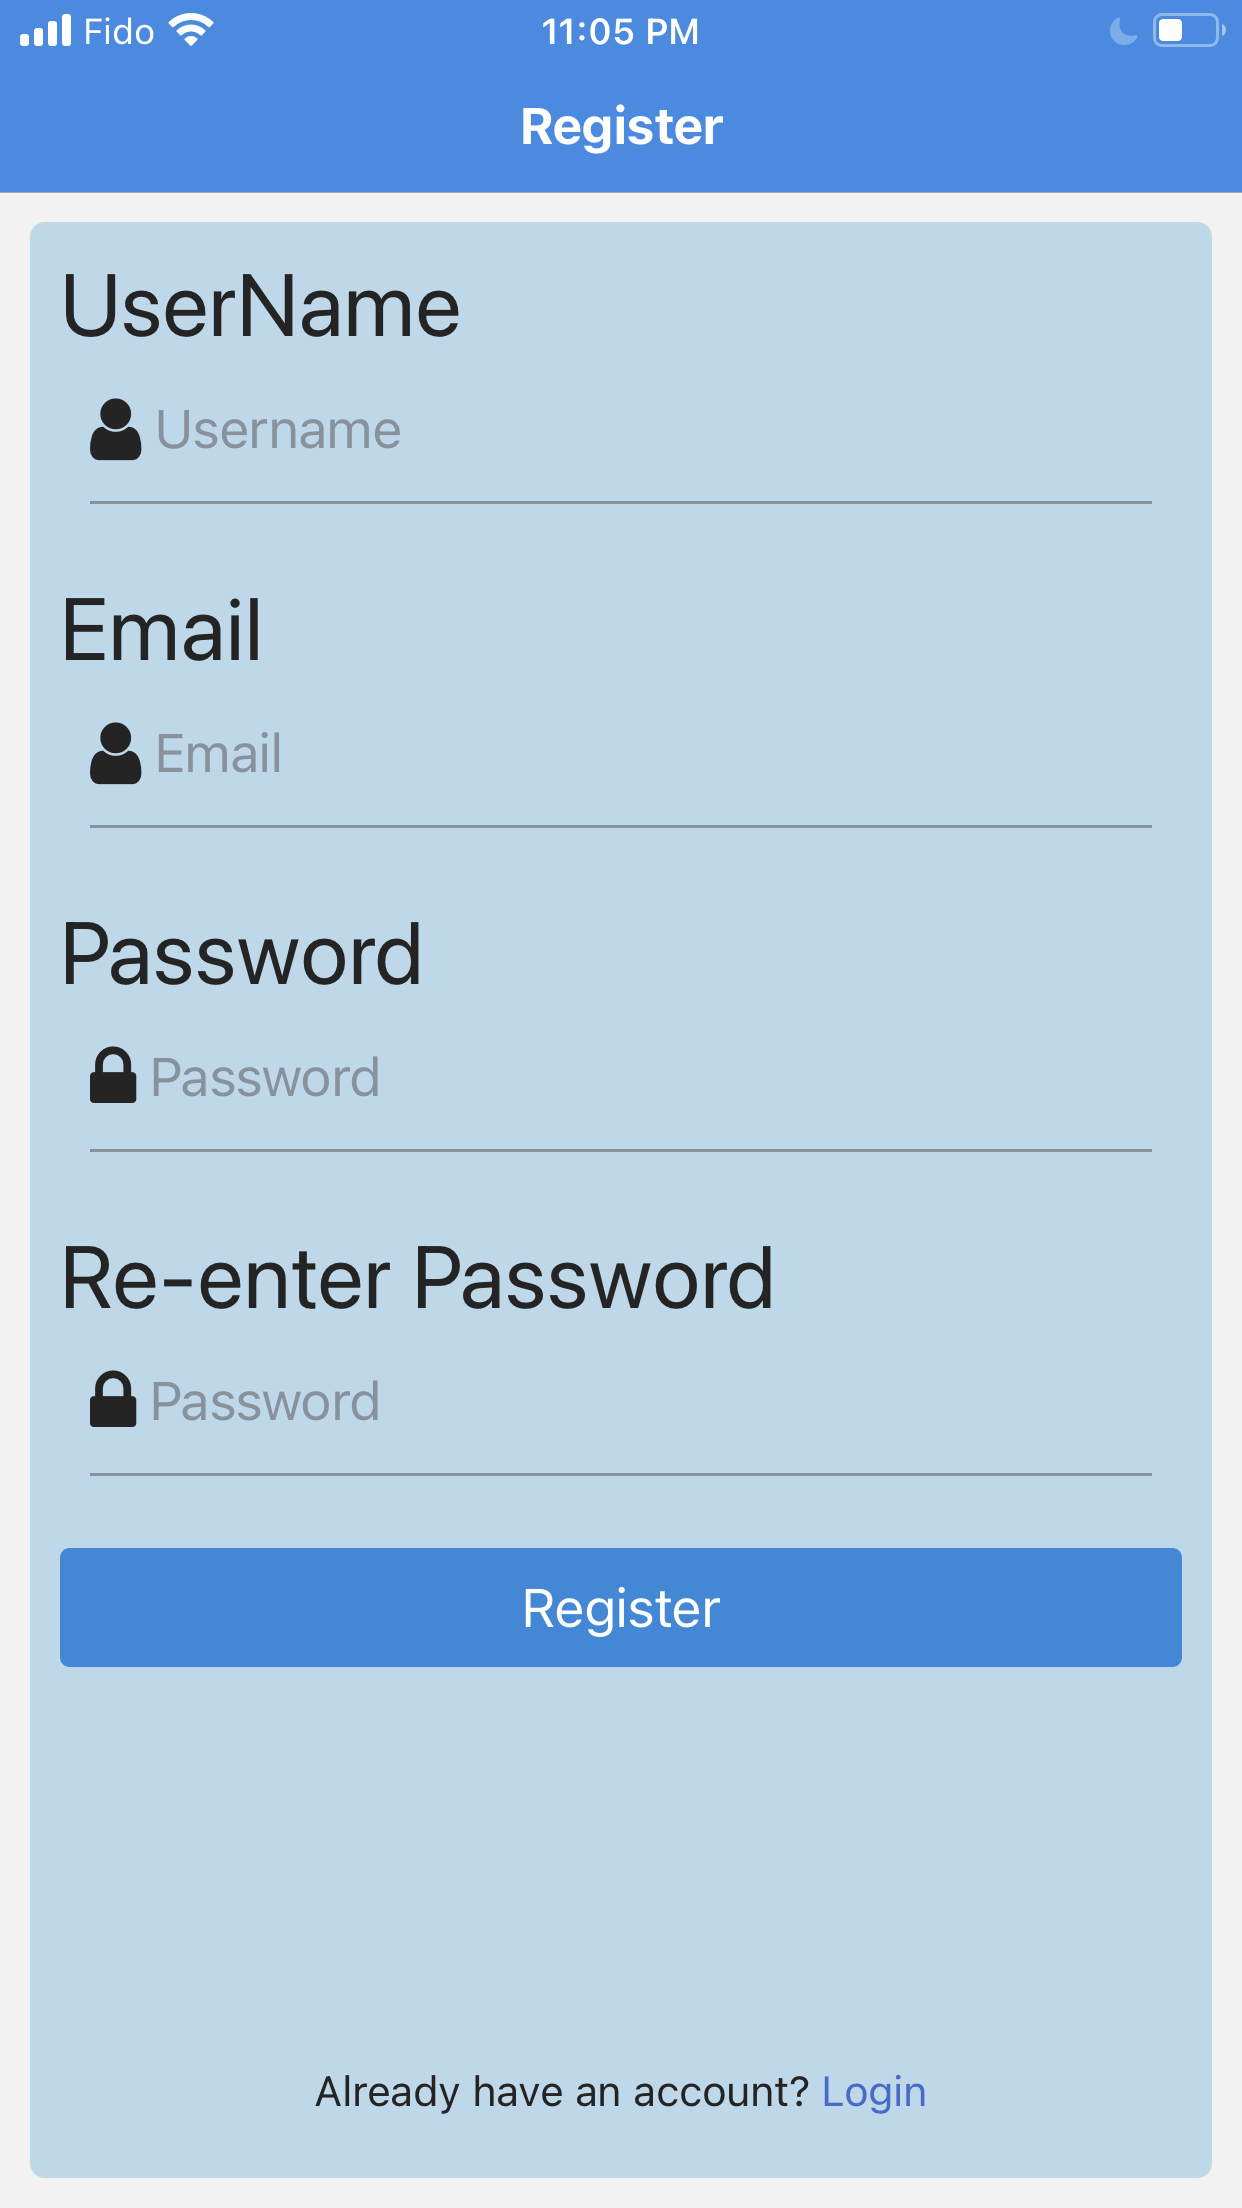 Fido 11:05 PM
Register
UserName
Username
Email
Email
Password
Password
Re-enter Password
Password
Register
Already have an account? Login